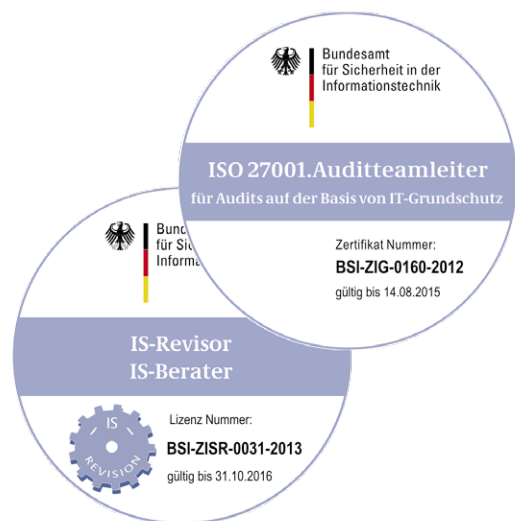 Bundesamt
für Sicherheit in der
Informationstechnik
ISO 27001.Auditteamleiter
für Audits auf der Basis von IT-Grundschutz
Zertifikat Nummer:
BSI-ZIG-0160-2012
gültig bis 14.08.2015
für
IS-Revisor
IS-Berater
IS
REVISION
Lizenz Nummer:
BSI-ZISR-0031-2013
gültig bis 31.10.2016